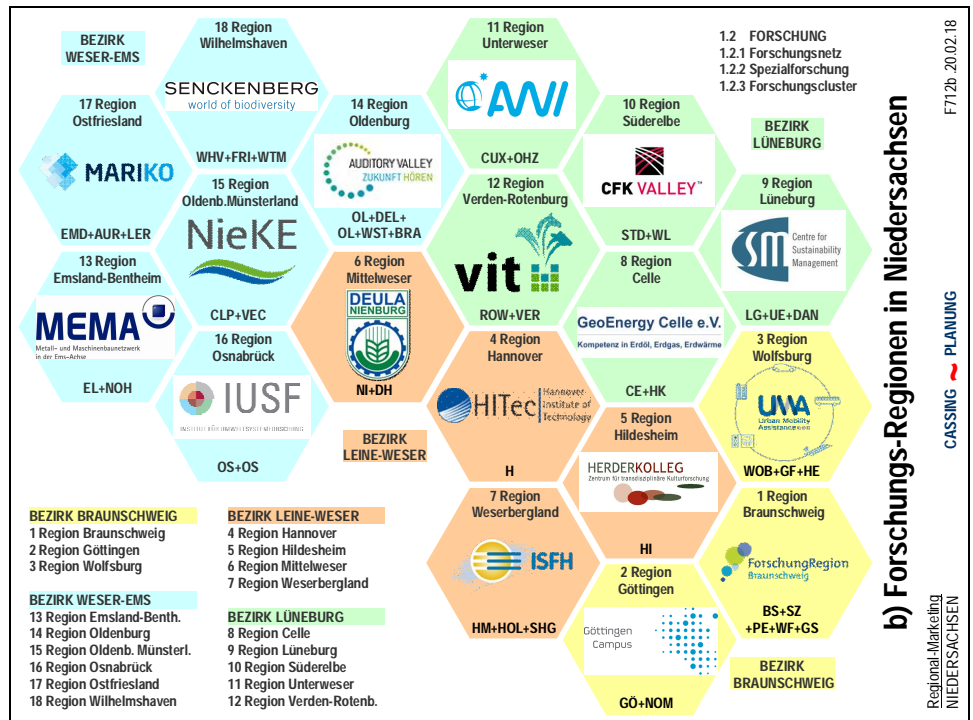 BEZIRK
WESER-EMS
18 Region
Wilhelmshaven
SENCKENBERG
world of biodiversity
WHV+FRI+WTM
11 Region
Unterweser
AWI
CUX+OHZ
1.2 FORSCHUNG
1.2.1 Forschungsnetz
1.2.2 Spezialforschung
1.2.3 Forschungscluster
17 Region
Ostfriesland
MARIKO
EMD+AUR+LER
14 Region
Oldenburg
AUDITORY VALLEY
ZUKUNFT HÖREN
OL+DEL+
OL+WST+BRA
10 Region
Süderelbe
CFK VALLEY™
STD+WL
BEZIRK
LÜNEBURG
15 Region
Oldenb.Münsterland
NieKE
CLP+VEC
12 Region
Verden-Rotenburg
vit
ROW+VER
9 Region
Lüneburg
CSM
Centre for
Sustainability
Management
LG+UE+DAN
13 Region
Emsland-Bentheim
MEMA
Metall- und Maschinenbaunetzwerk
in der Ems-Achse
EL+NOH
6 Region
Mittelweser
DEULA
NIENBURG
NI+DH
8 Region
Celle
GeoEnergy Celle e.V.
Kompetenz in Erdöl, Erdgas, Erdwärme
CE+HK
16 Region
Osnabrück
IUSF
INSTITUT FÜR UMWELTSYSTEMFORSCHUNG
OS+OS
4 Region
Hannover
HITec
Hannover
Institute of
Technology
H
3 Region
Wolfsburg
UMA
Urban Mobility
Assistance
WOB+GF+HE
BEZIRK
LEINE-WESER
5 Region
Hildesheim
HERDERKOLLEG
Zentrum für transdisziplinäre Kulturforschung
HI
7 Region
Weserbergland
ISFH
HM+HOL+SHG
1 Region
Braunschweig
ForschungRegion
Braunschweig
BS+SZ
+PE+WF+GS
2 Region
Göttingen
Göttingen
Campus
GÖ+NOM
BEZIRK
BRAUNSCHWEIG
BEZIRK BRAUNSCHWEIG
1 Region Braunschweig
2 Region Göttingen
3 Region Wolfsburg
BEZIRK LEINE-WESER
4 Region Hannover
5 Region Hildesheim
6 Region Mittelweser
7 Region Weserbergland
BEZIRK WESER-EMS
13 Region Emsland-Benth.
14 Region Oldenburg
15 Region Oldenb. Münsterl.
16 Region Osnabrück
17 Region Ostfriesland
18 Region Wilhelmshaven
BEZIRK LÜNEBURG
8 Region Celle
9 Region Lüneburg
10 Region Süderelbe
11 Region Unterweser
12 Region Verden-Rotenb.
b) Forschungs-Regionen in Niedersachsen
F712b .20.02.18
CASSING ~ PLANUNG
Regional-Marketing
NIEDERSACHSEN